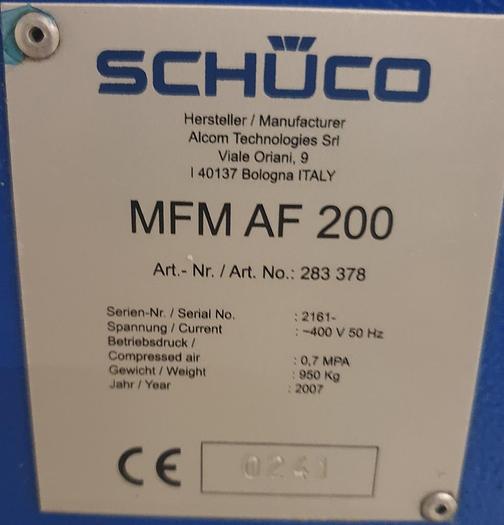 SCHÜCO
Hersteller / Manufacturer
Alcom Technologies Srl
Viale Oriani, 9
I 40137 Bologna ITALY
MFM AF 200
Art.- Nr. / Art. No.: 283 378
Serien-Nr. / Serial No. : 2161-
Spannung / Current : ~400 V 50 Hz
Betriebsdruck /
Compressed air : 0,7 MPA
Gewicht / Weight : 950 Kg
Jahr / Year : 2007
CE 0241